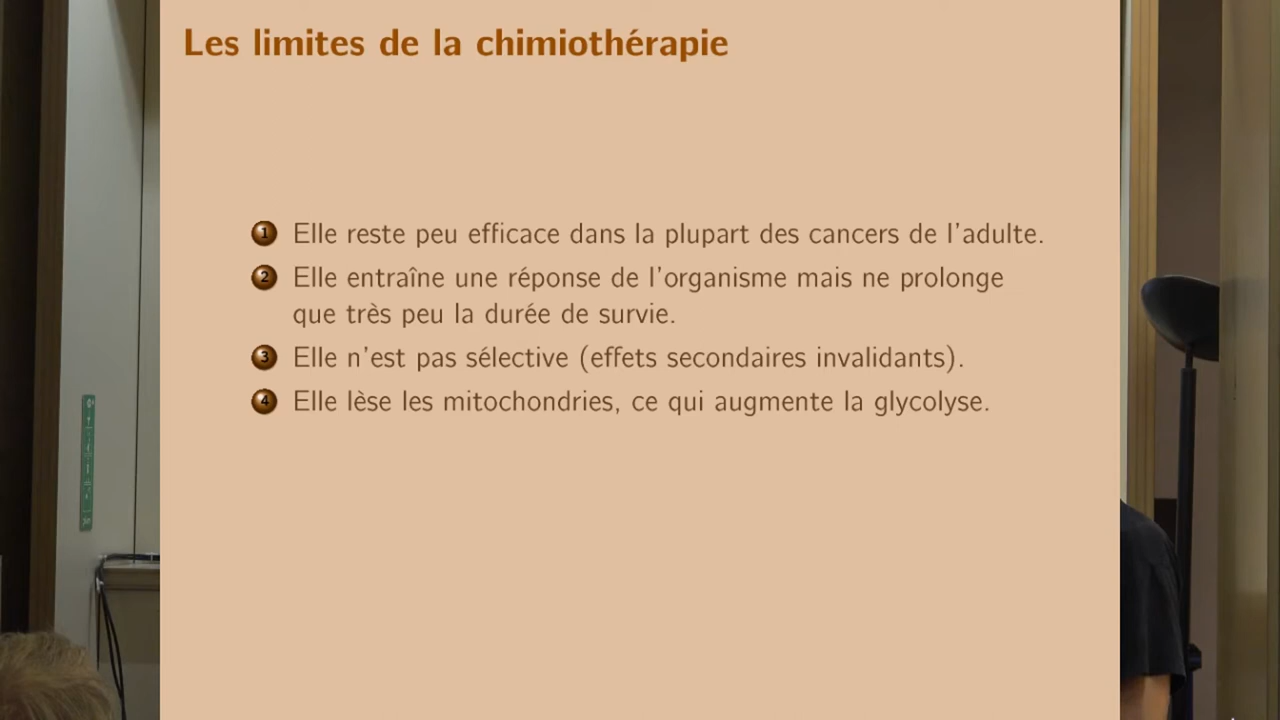 Les limites de la chimiothérapie
1 Elle reste peu efficace dans la plupart des cancers de l'adulte.
2 Elle entraîne une réponse de l'organisme mais ne prolonge
que très peu la durée de survie.
3 Elle n'est pas sélective (effets secondaires invalidants).
4 Elle lèse les mitochondries, ce qui augmente la glycolyse.